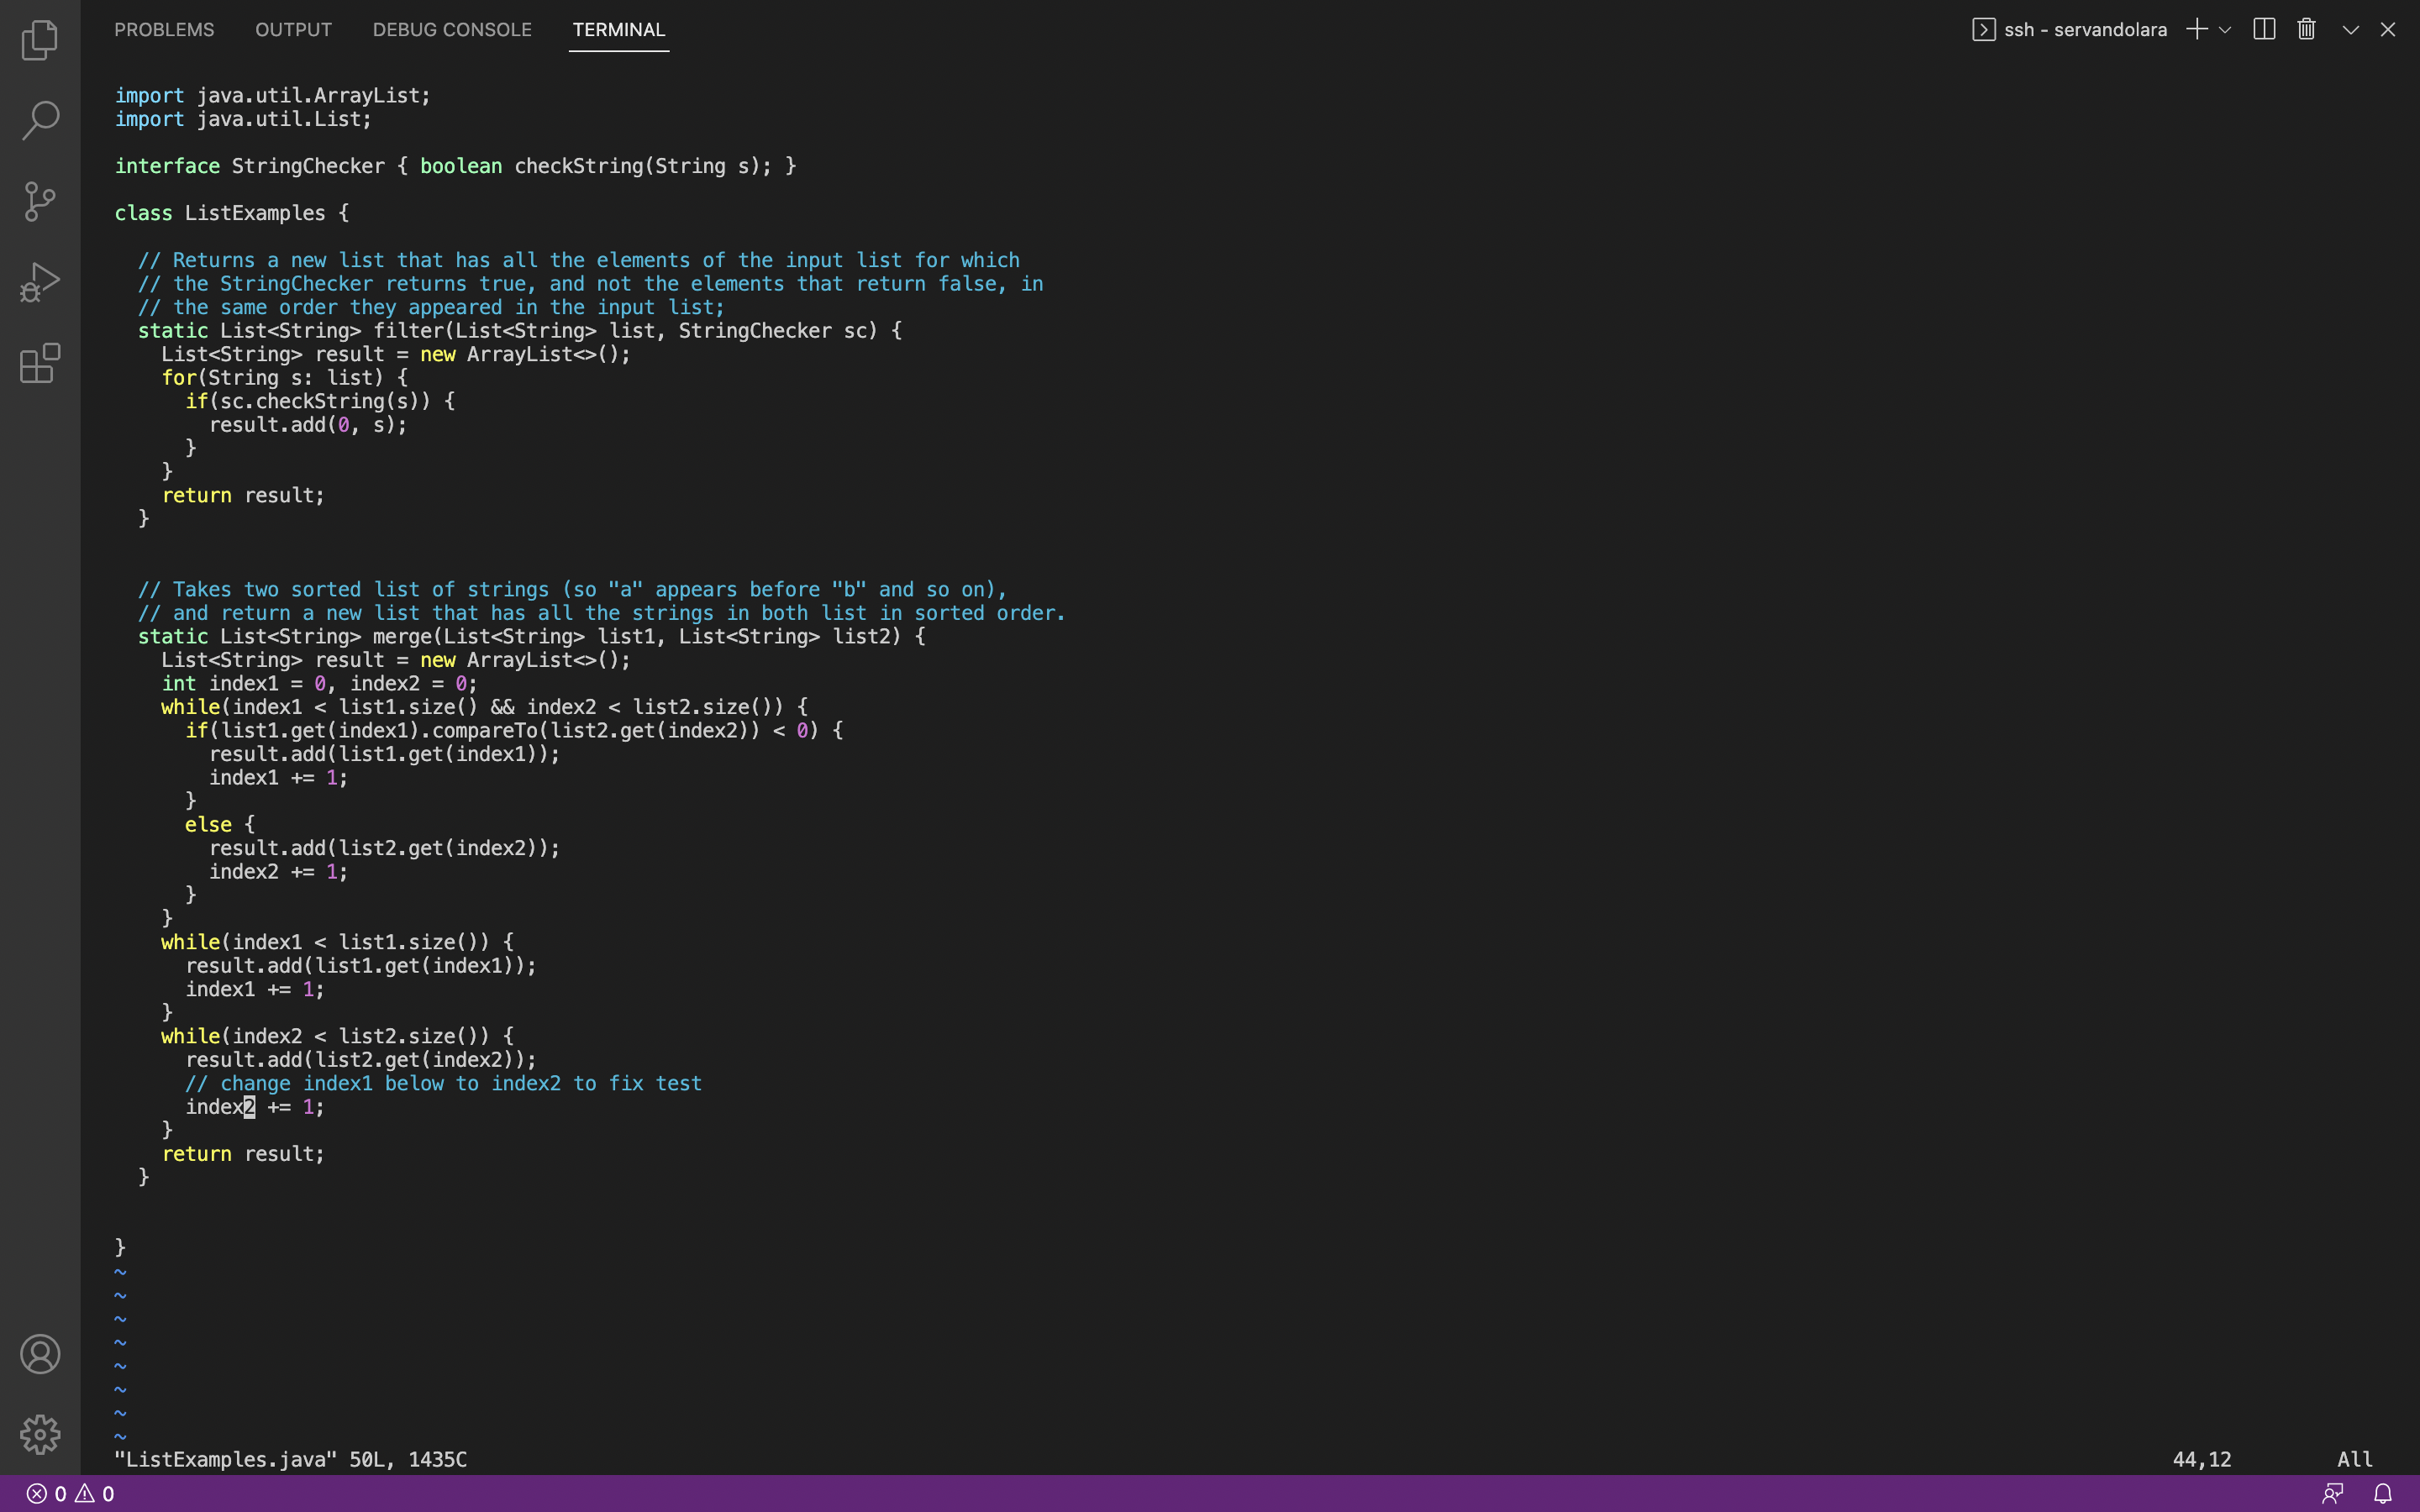 PROBLEMS OUTPUT DEBUG CONSOLE TERMINAL ssh - servandolara
import java.util.ArrayList;
import java.util.List;

interface StringChecker { boolean checkString(String s); }

class ListExamples {

  // Returns a new list that has all the elements of the input list for which
  // the StringChecker returns true, and not the elements that return false, in
  // the same order they appeared in the input list;
  static List<String> filter(List<String> list, StringChecker sc) {
    List<String> result = new ArrayList<>();
    for(String s: list) {
      if(sc.checkString(s)) {
        result.add(0, s);
      }
    }
    return result;
  }


  // Takes two sorted list of strings (so "a" appears before "b" and so on),
  // and return a new list that has all the strings in both list in sorted order.
  static List<String> merge(List<String> list1, List<String> list2) {
    List<String> result = new ArrayList<>();
    int index1 = 0, index2 = 0;
    while(index1 < list1.size() && index2 < list2.size()) {
      if(list1.get(index1).compareTo(list2.get(index2)) < 0) {
        result.add(list1.get(index1));
        index1 += 1;
      }
      else {
        result.add(list2.get(index2));
        index2 += 1;
      }
    }
    while(index1 < list1.size()) {
      result.add(list1.get(index1));
      index1 += 1;
    }
    while(index2 < list2.size()) {
      result.add(list2.get(index2));
      // change index1 below to index2 to fix test
      index2 += 1;
    }
    return result;
  }


}
~
~
~
~
~
~
~
~
"ListExamples.java" 50L, 1435C 44,12 All
0 0